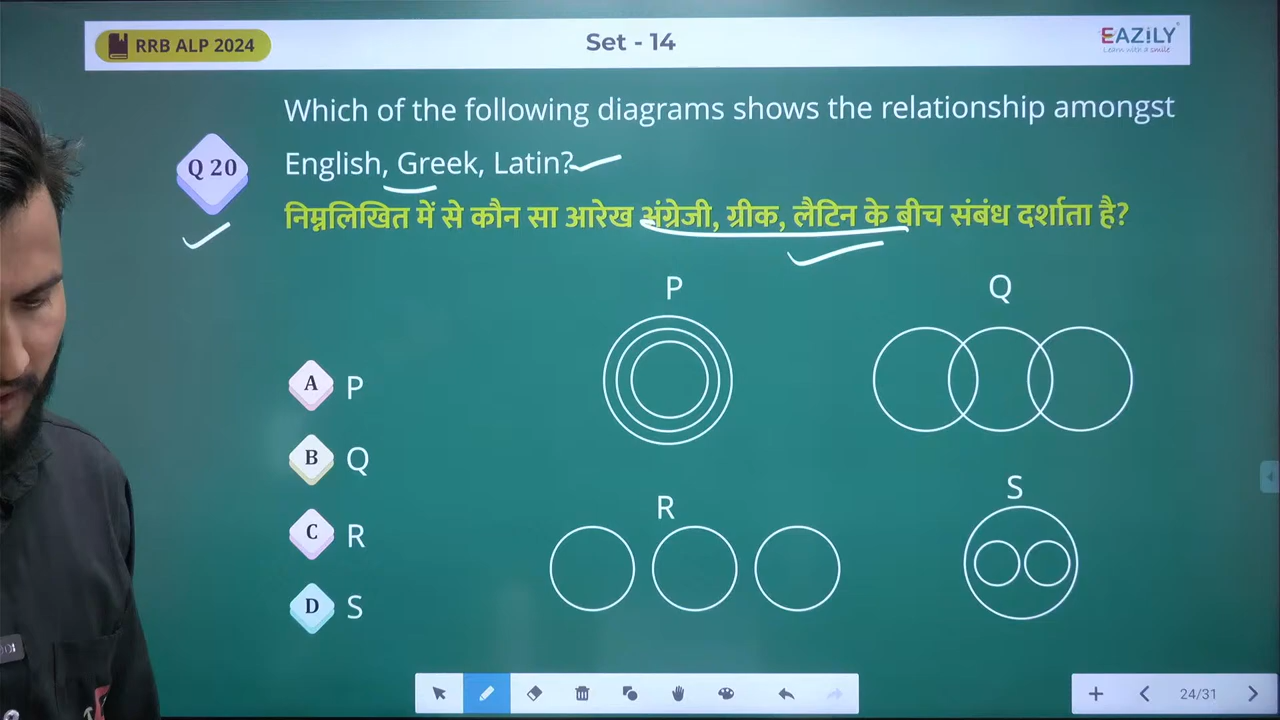 RRB ALP 2024
Set - 14
EAZILY
Learn with a smile
Which of the following diagrams shows the relationship amongst
Q 20
English, Greek, Latin?
निम्नलिखित में से कौन सा आरेख अंग्रेजी, ग्रीक, लैटिन के बीच संबंध दर्शाता है?
P
Q
A P
B Q
R
S
C R
D S
24/31